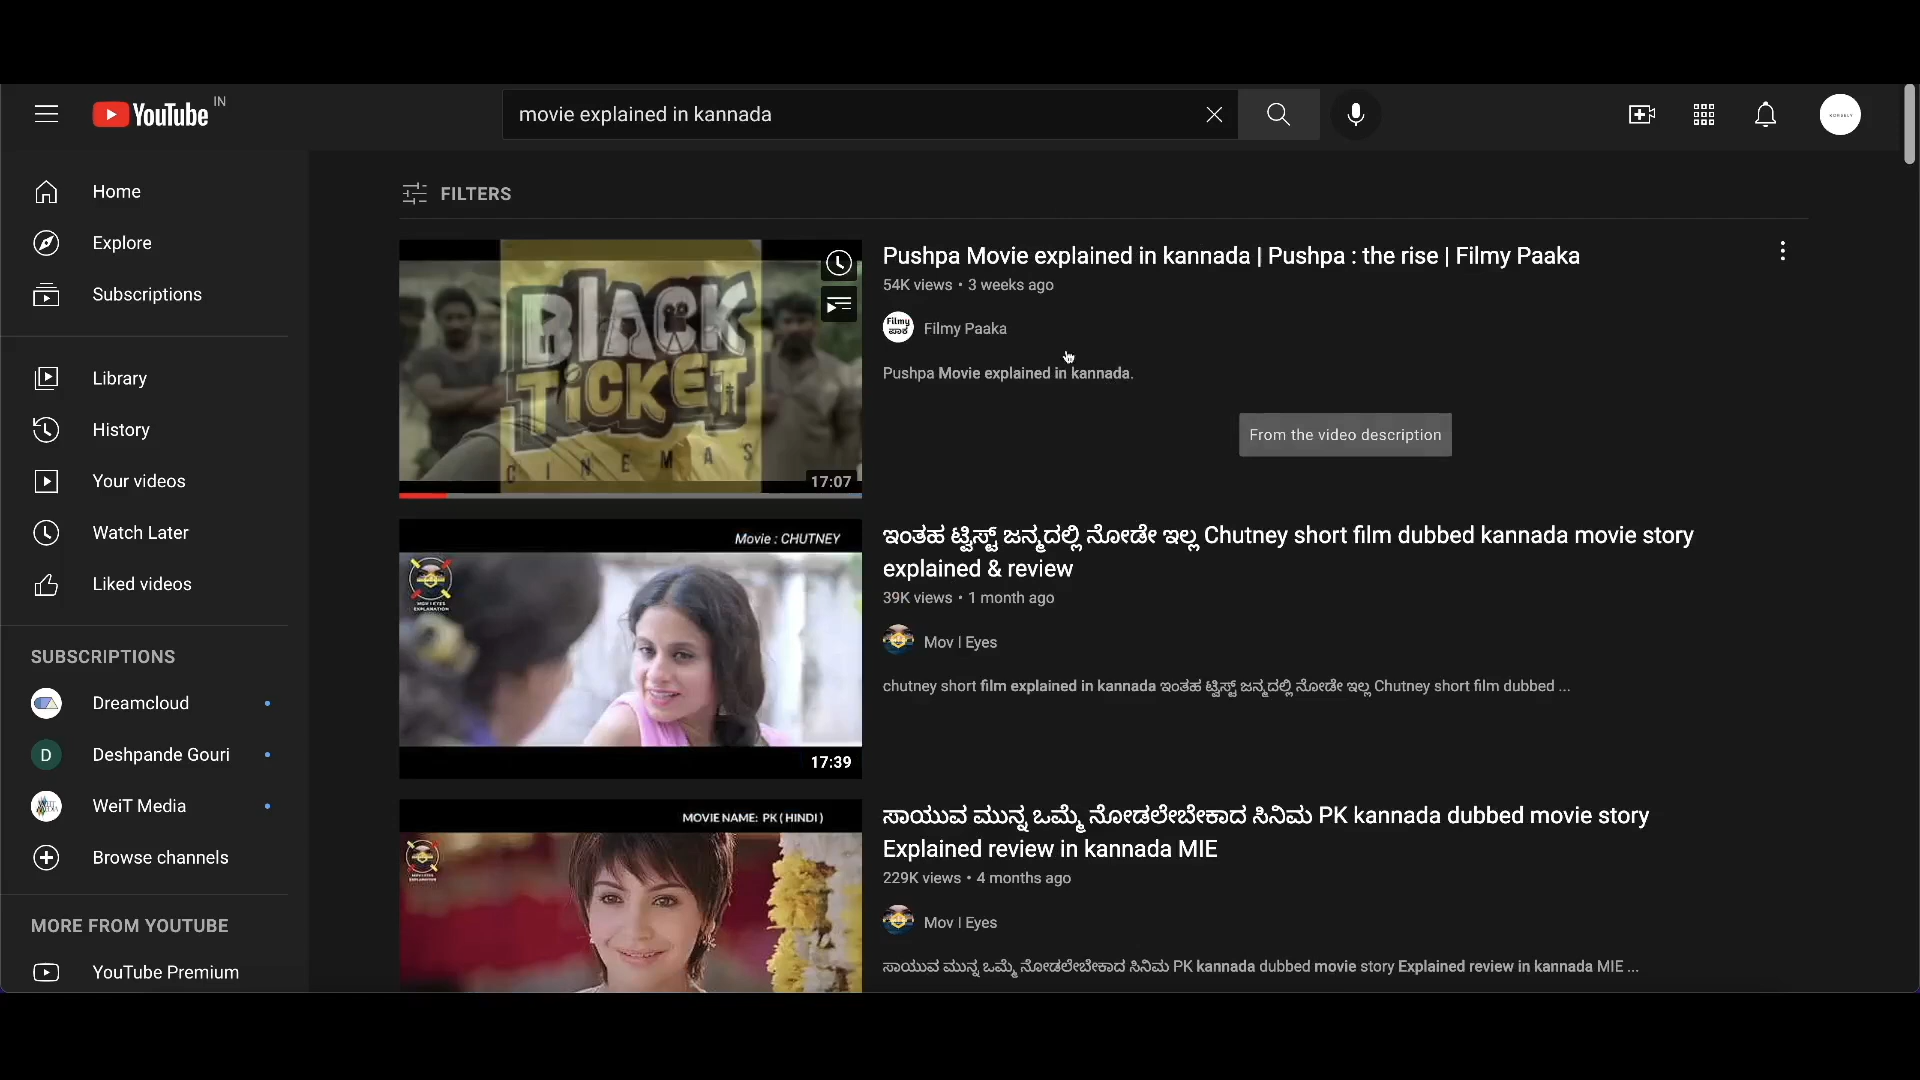 YouTube IN
movie explained in kannada
Home
Explore
Subscriptions
Library
History
Your videos
Watch Later
Liked videos
SUBSCRIPTIONS
Dreamcloud
D Deshpande Gouri
WeiT Media
Browse channels
MORE FROM YOUTUBE
YouTube Premium
FILTERS
BLACK
TiCKET
CINEMAS
17:07
Pushpa Movie explained in kannada | Pushpa : the rise | Filmy Paaka
54K views • 3 weeks ago
Filmy
ಪಾಕ
Filmy Paaka
Pushpa Movie explained in kannada.
From the video description
Movie : CHUTNEY
MOV I EYES
EXPLANATION
17:39
ಇಂತಹ ಟ್ವಿಸ್ಟ್ ಜನ್ಮದಲ್ಲಿ ನೋಡೇ ಇಲ್ಲ Chutney short film dubbed kannada movie story
explained & review
39K views • 1 month ago
Mov I Eyes
chutney short film explained in kannada ಇಂತಹ ಟ್ವಿಸ್ಟ್ ಜನ್ಮದಲ್ಲಿ ನೋಡೇ ಇಲ್ಲ Chutney short film dubbed ...
MOVIE NAME: PK ( HINDI )
MOV I EYES
EXPLANATION
ಸಾಯುವ ಮುನ್ನ ಒಮ್ಮೆ ನೋಡಲೇಬೇಕಾದ ಸಿನಿಮ PK kannada dubbed movie story
Explained review in kannada MIE
229K views • 4 months ago
Mov I Eyes
ಸಾಯುವ ಮುನ್ನ ಒಮ್ಮೆ ನೋಡಲೇಬೇಕಾದ ಸಿನಿಮ PK kannada dubbed movie story Explained review in kannada MIE ...